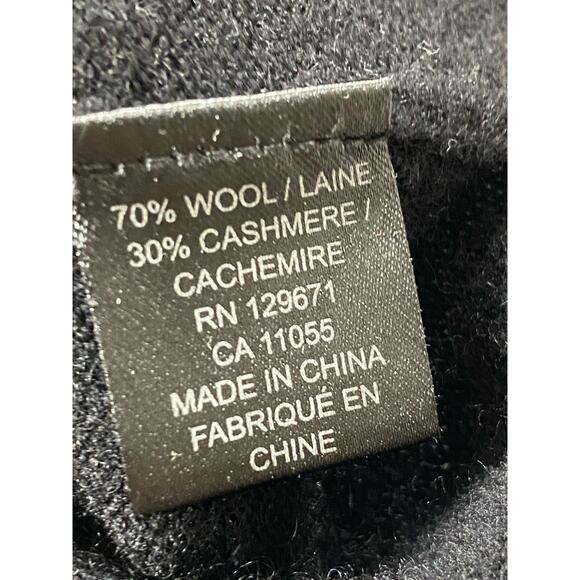 70% WOOL / LAINE
30% CASHMERE /
CACHEMIRE
RN 129671
CA 11055
MADE IN CHINA
FABRIQUÉ EN
CHINE